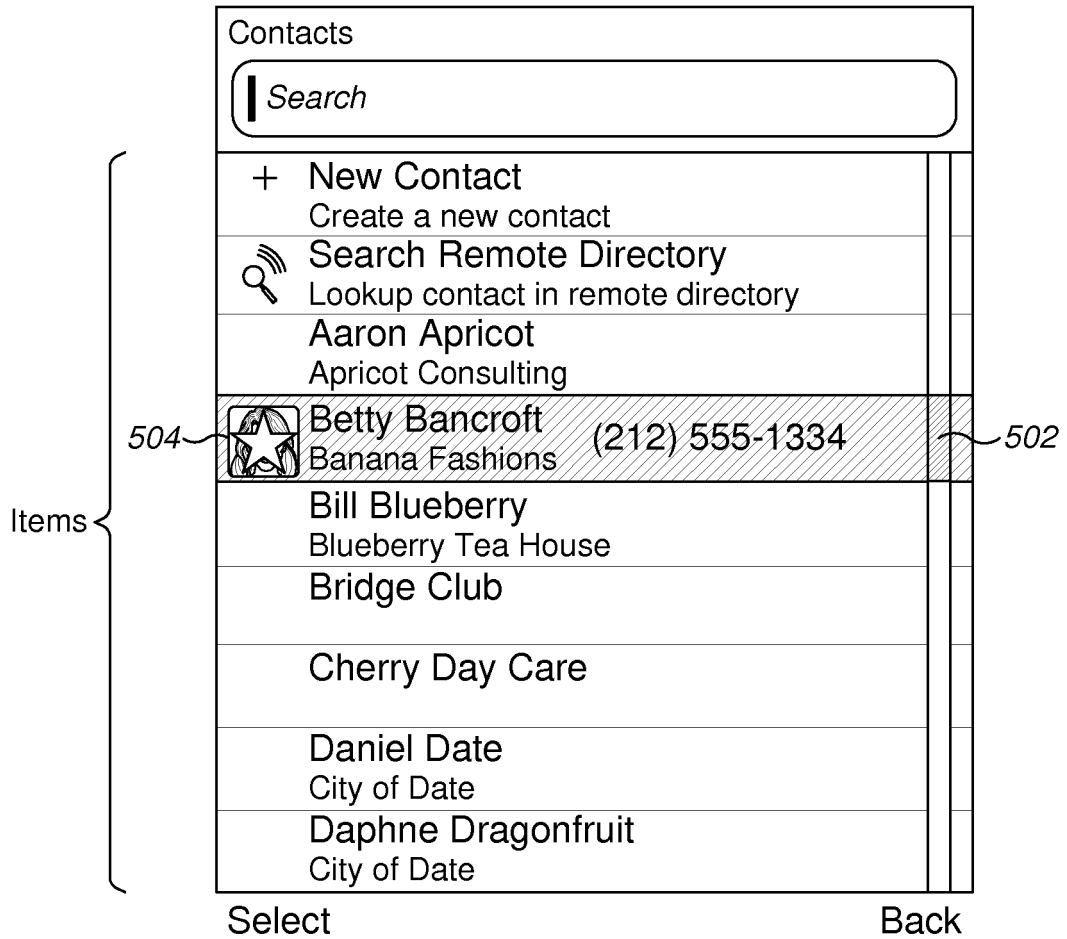 Contacts
Search
+ New Contact
Create a new contact
Search Remote Directory
Lookup contact in remote directory
Aaron Apricot
Apricot Consulting
504
Betty Bancroft
Banana Fashions
(212) 555-1334
502
Items
Bill Blueberry
Blueberry Tea House
Bridge Club
Cherry Day Care
Daniel Date
City of Date
Daphne Dragonfruit
City of Date
Select
Back